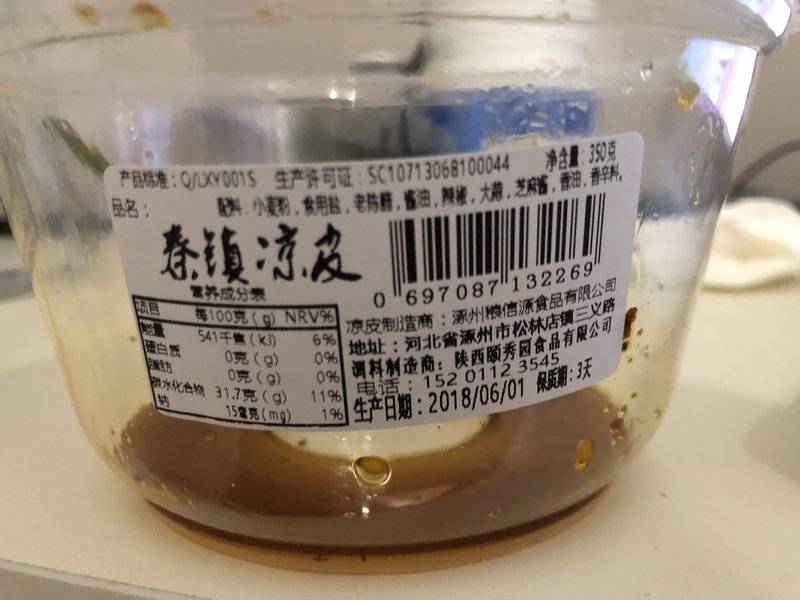 产品标准：Q/LXY001S 生产许可证：SC10713068100044 净含量：350克
品名： 配料：小麦粉，食用盐，老陈醋，酱油，辣椒，大蒜，芝麻酱，香油，香辛料。
秦镇凉皮
0 697087 132269
营养成分表
项目 每100克(g) NRV%
能量 541千焦(kJ) 6%
蛋白质 0克(g) 0%
脂肪 0克(g) 0%
碳水化合物 31.7克(g) 11%
钠 15毫克(mg) 1%
凉皮制造商：涿州粮信源食品有限公司
地址：河北省涿州市松林店镇三义路
调料制造商：陕西颐秀园食品有限公司
电话：152 0112 3545
生产日期：2018/06/01 保质期：3天